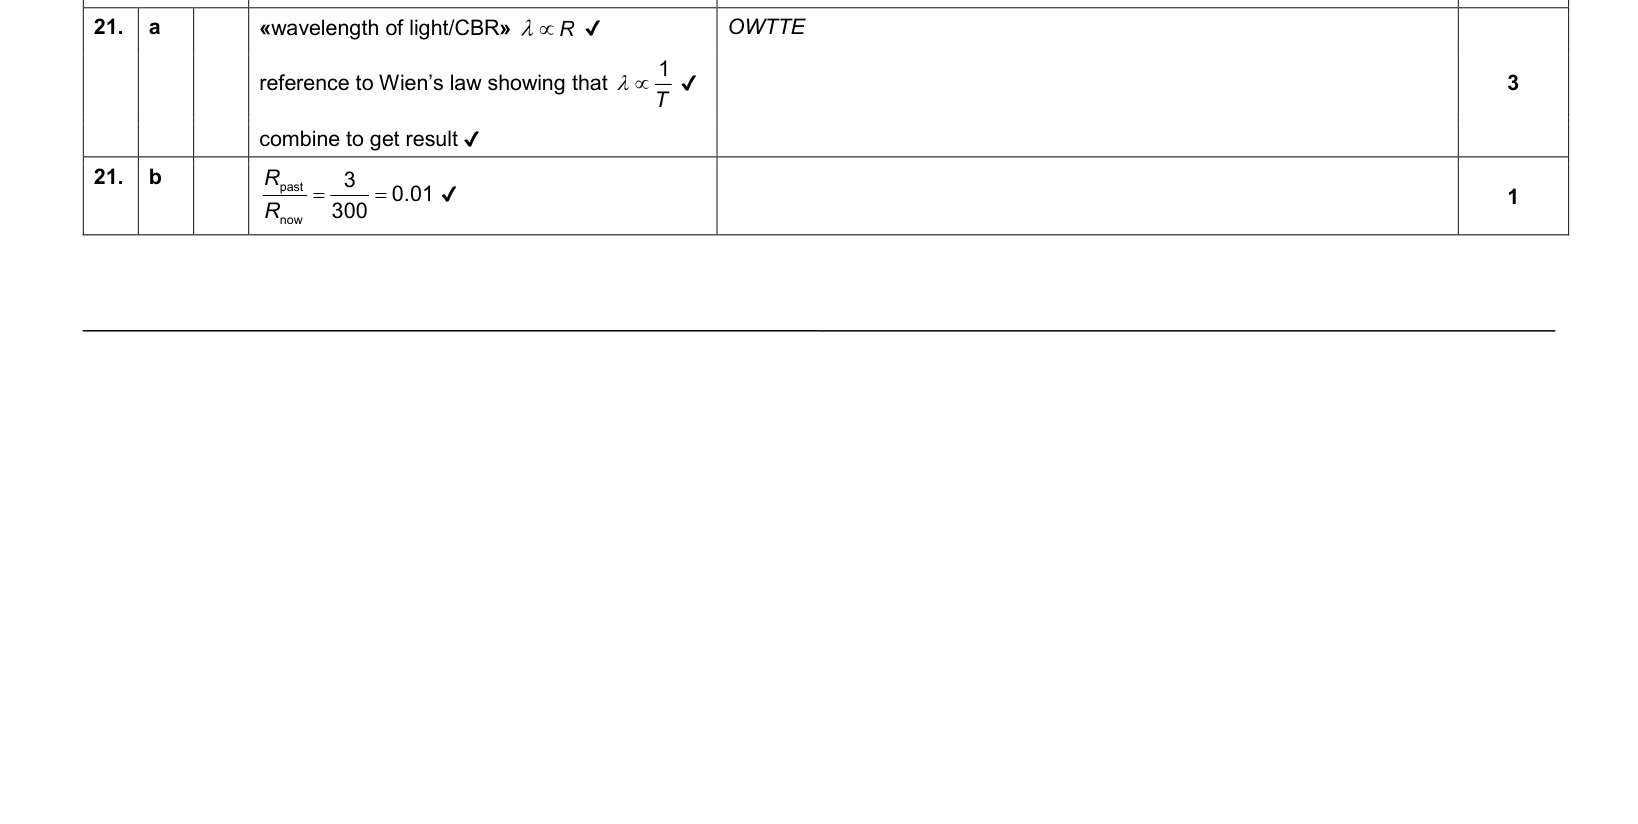 21. a «wavelength of light/CBR» λ ∝ R ✓ OWTTE
reference to Wien's law showing that λ ∝ 1/T ✓ 3
combine to get result ✓
21. b R_past/R_now = 3/300 = 0.01 ✓ 1